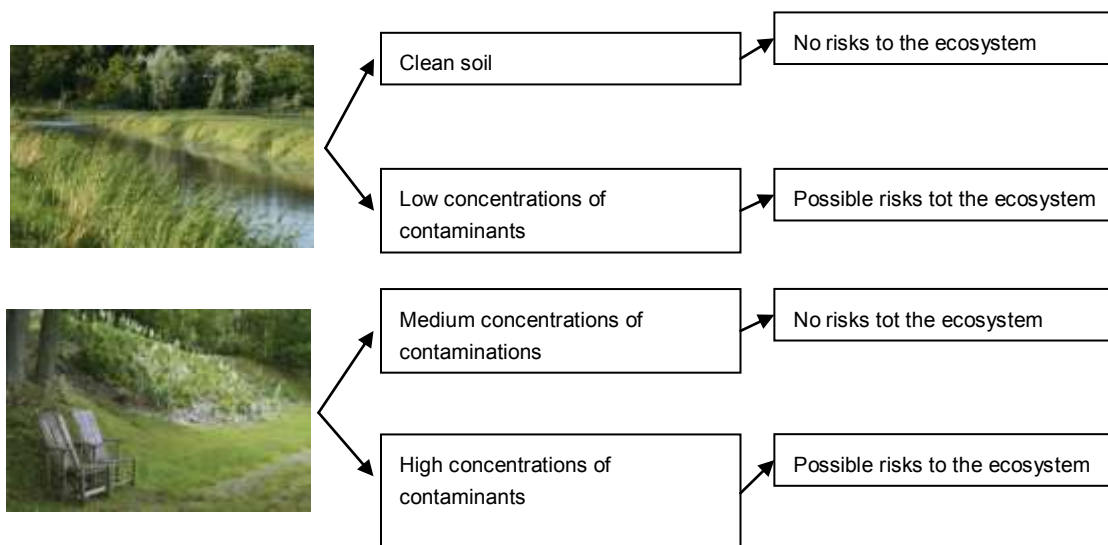 Clean soil
No risks to the ecosystem
Low concentrations of
contaminants
Possible risks tot the ecosystem
Medium concentrations of
contaminations
No risks tot the ecosystem
High concentrations of
contaminants
Possible risks to the ecosystem